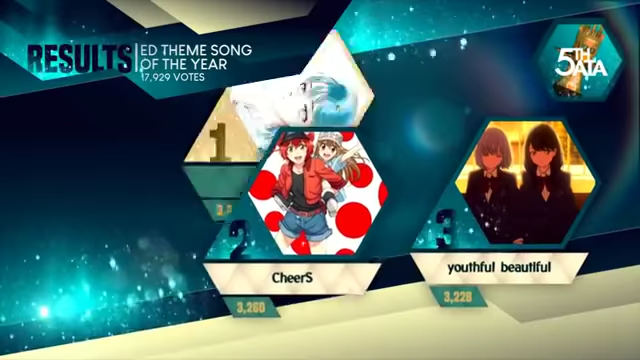 RESULTS
ED THEME SONG
OF THE YEAR
17,929 VOTES
5TH
ATA
1
2
CheerS
3,260
3
youthful beautiful
3,228